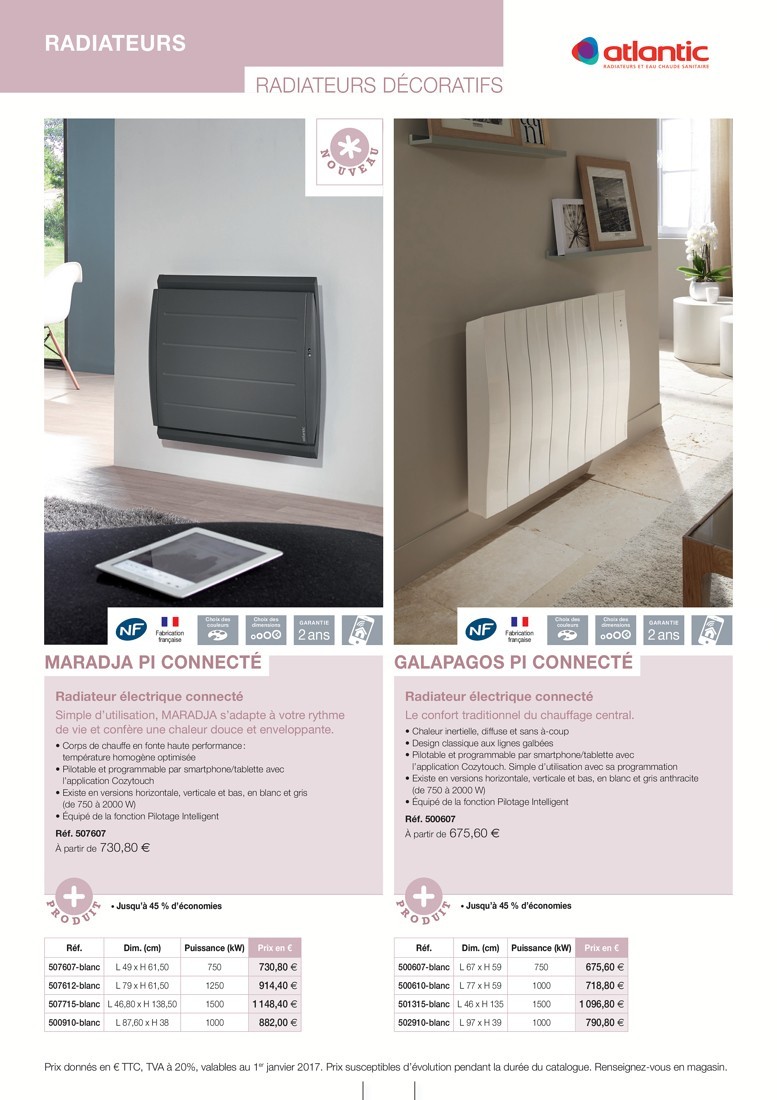 RADIATEURS
atlantic
RADIATEURS ET EAU CHAUDE SANITAIRE
RADIATEURS DÉCORATIFS
NOUVEAU
NF
Fabrication
française
Choix des
couleurs
Choix des
dimensions
GARANTIE
2 ans
NF
Fabrication
française
Choix des
couleurs
Choix des
dimensions
GARANTIE
2 ans
MARADJA PI CONNECTÉ
Radiateur électrique connecté
Simple d'utilisation, MARADJA s'adapte à votre rythme
de vie et confère une chaleur douce et enveloppante.
• Corps de chauffe en fonte haute performance :
température homogène optimisée
• Pilotable et programmable par smartphone/tablette avec
l'application Cozytouch
• Existe en versions horizontale, verticale et bas, en blanc et gris
(de 750 à 2000 W)
• Équipé de la fonction Pilotage Intelligent
Réf. 507607
À partir de 730,80 €
PRODUIT
• Jusqu'à 45 % d'économies
Réf. Dim. (cm) Puissance (kW) Prix en €
507607-blanc L 49 x H 61,50 750 730,80 €
507612-blanc L 79 x H 61,50 1250 914,40 €
507715-blanc L 46,80 x H 138,50 1500 1 148,40 €
500910-blanc L 87,60 x H 38 1000 882,00 €
GALAPAGOS PI CONNECTÉ
Radiateur électrique connecté
Le confort traditionnel du chauffage central.
• Chaleur inertielle, diffuse et sans à-coup
• Design classique aux lignes galbées
• Pilotable et programmable par smartphone/tablette avec
l'application Cozytouch. Simple d'utilisation avec sa programmation
• Existe en versions horizontale, verticale et bas, en blanc et gris anthracite
(de 750 à 2000 W)
• Équipé de la fonction Pilotage Intelligent
Réf. 500607
À partir de 675,60 €
PRODUIT
• Jusqu'à 45 % d'économies
Réf. Dim. (cm) Puissance (kW) Prix en €
500607-blanc L 67 x H 59 750 675,60 €
500610-blanc L 77 x H 59 1000 718,80 €
501315-blanc L 46 x H 135 1500 1 096,80 €
502910-blanc L 97 x H 39 1000 790,80 €
Prix donnés en € TTC, TVA à 20%, valables au 1er janvier 2017. Prix susceptibles d'évolution pendant la durée du catalogue. Renseignez-vous en magasin.